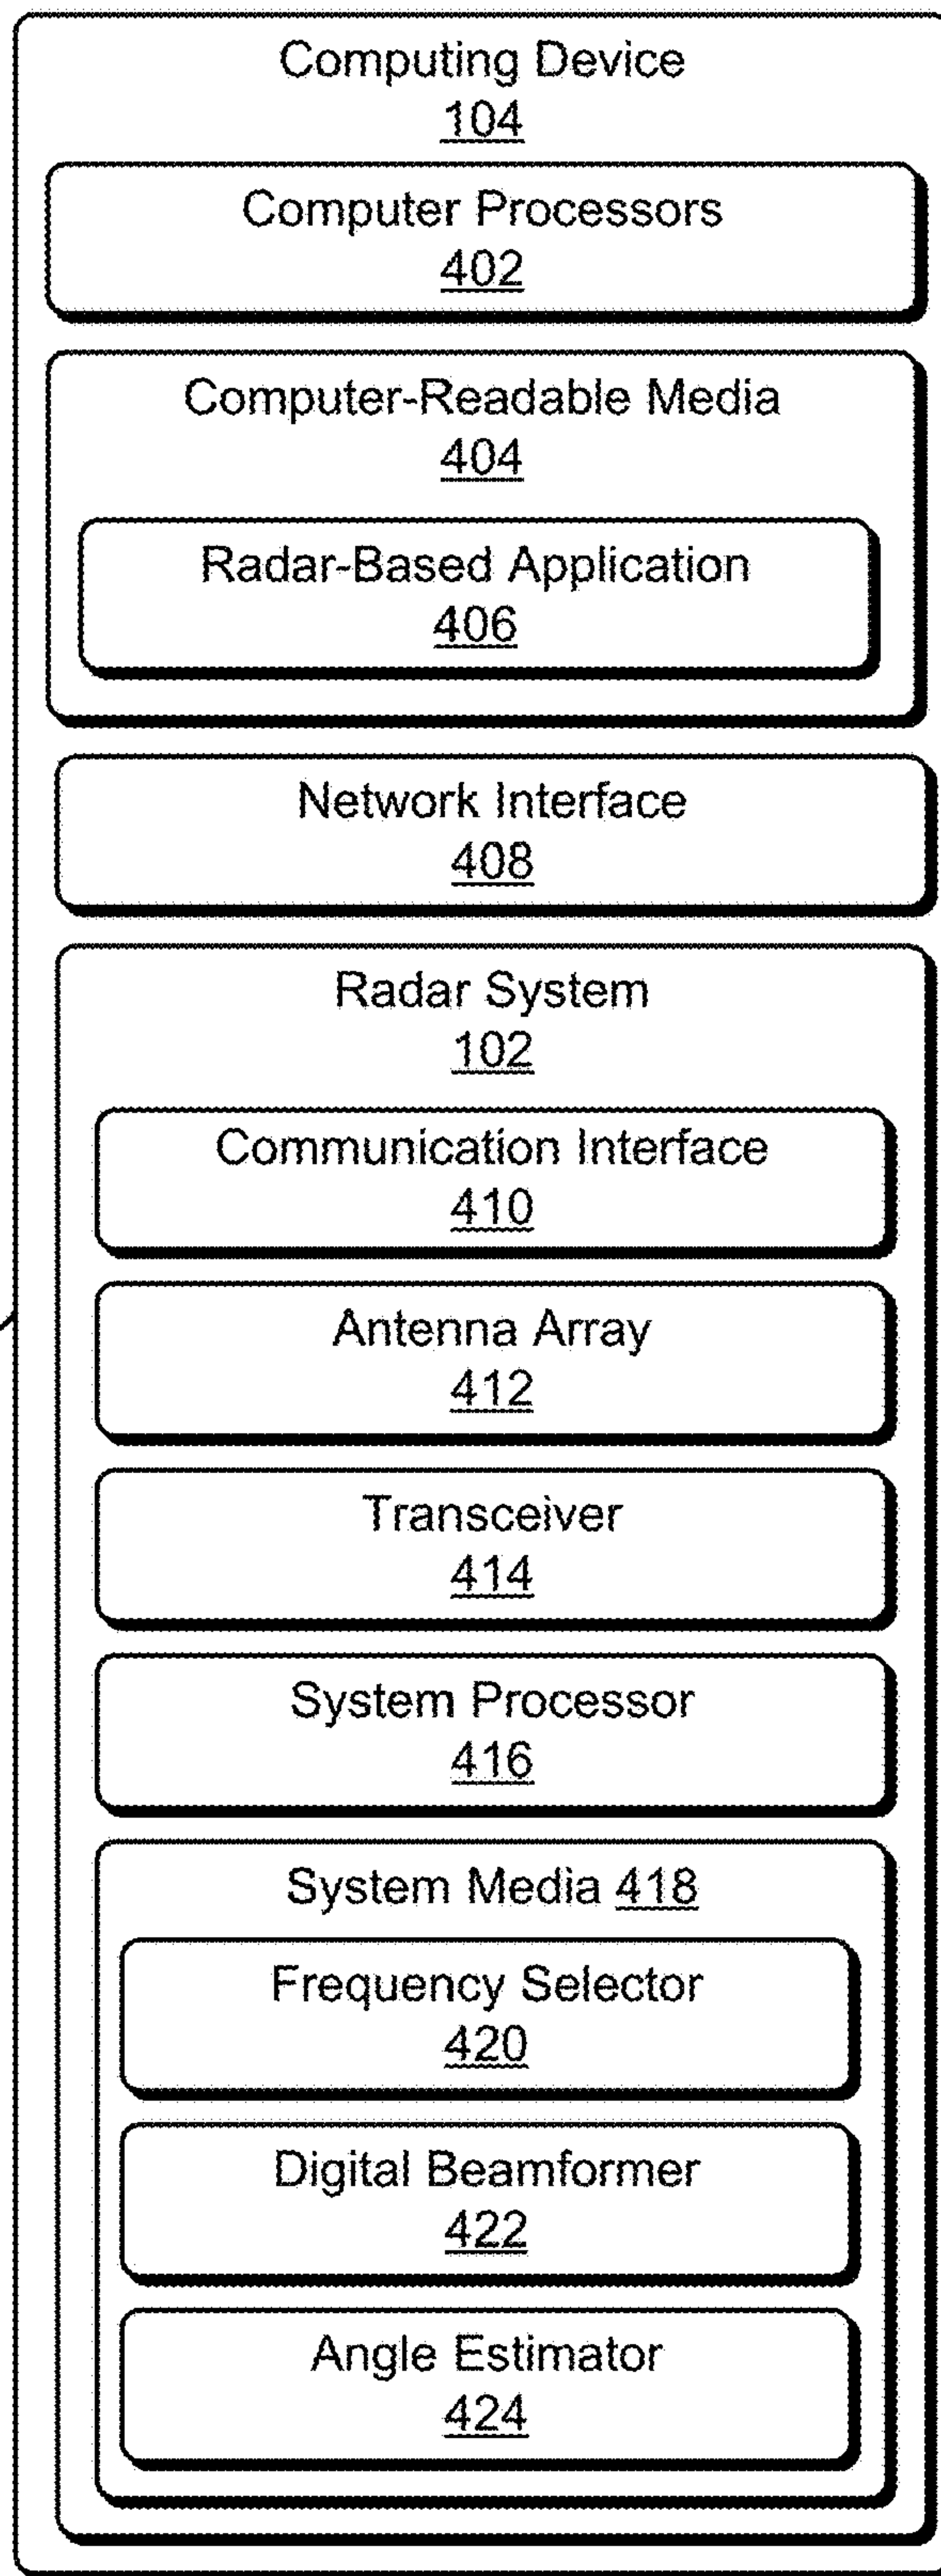 Computing Device
104
Computer Processors
402
Computer-Readable Media
404
Radar-Based Application
406
Network Interface
408
Radar System
102
Communication Interface
410
Antenna Array
412
Transceiver
414
System Processor
416
System Media 418
Frequency Selector
420
Digital Beamformer
422
Angle Estimator
424